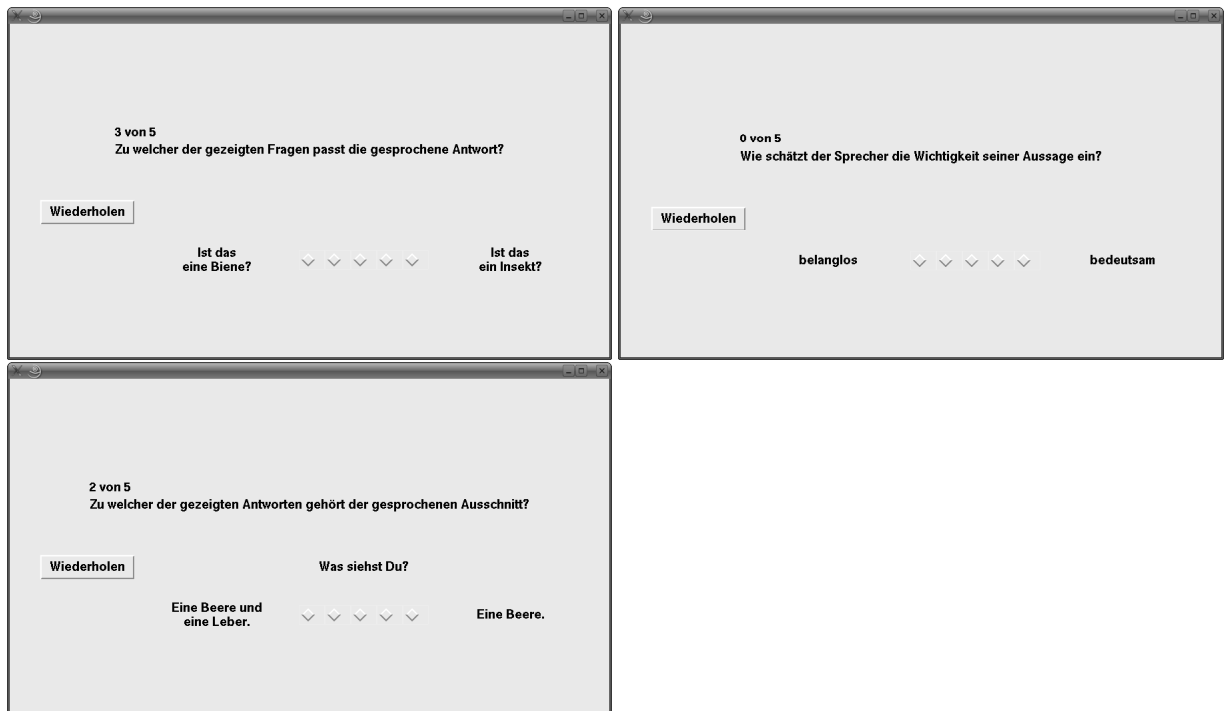 3 von 5
Zu welcher der gezeigten Fragen passt die gesprochene Antwort?
Wiederholen
Ist das
eine Biene?
Ist das
ein Insekt?
0 von 5
Wie schätzt der Sprecher die Wichtigkeit seiner Aussage ein?
Wiederholen
belanglos
bedeutsam
2 von 5
Zu welcher der gezeigten Antworten gehört der gesprochenen Ausschnitt?
Wiederholen
Was siehst Du?
Eine Beere und
eine Leber.
Eine Beere.